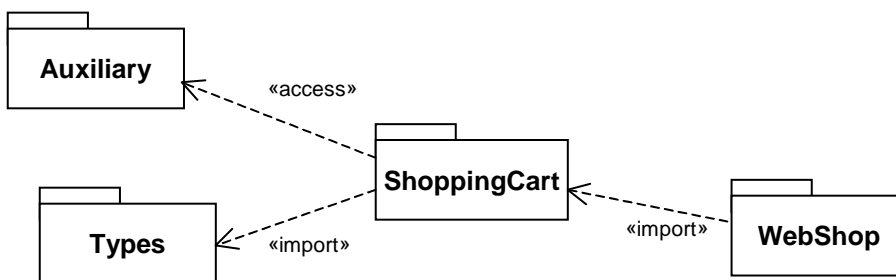 Auxiliary
«access»
ShoppingCart
Types
«import»
«import»
WebShop